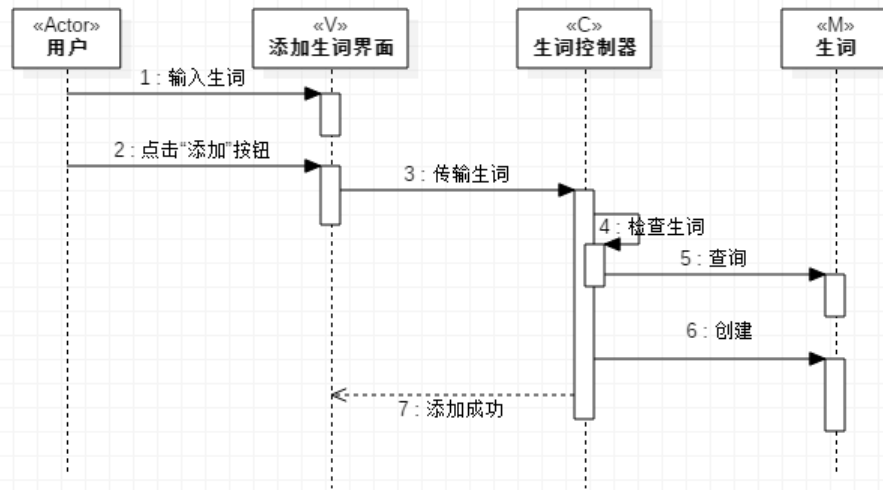 «Actor»
用户
«V»
添加生词界面
«C»
生词控制器
«M»
生词
1 : 输入生词
2 : 点击“添加”按钮
3 : 传输生词
4 : 检查生词
5 : 查询
6 : 创建
7 : 添加成功